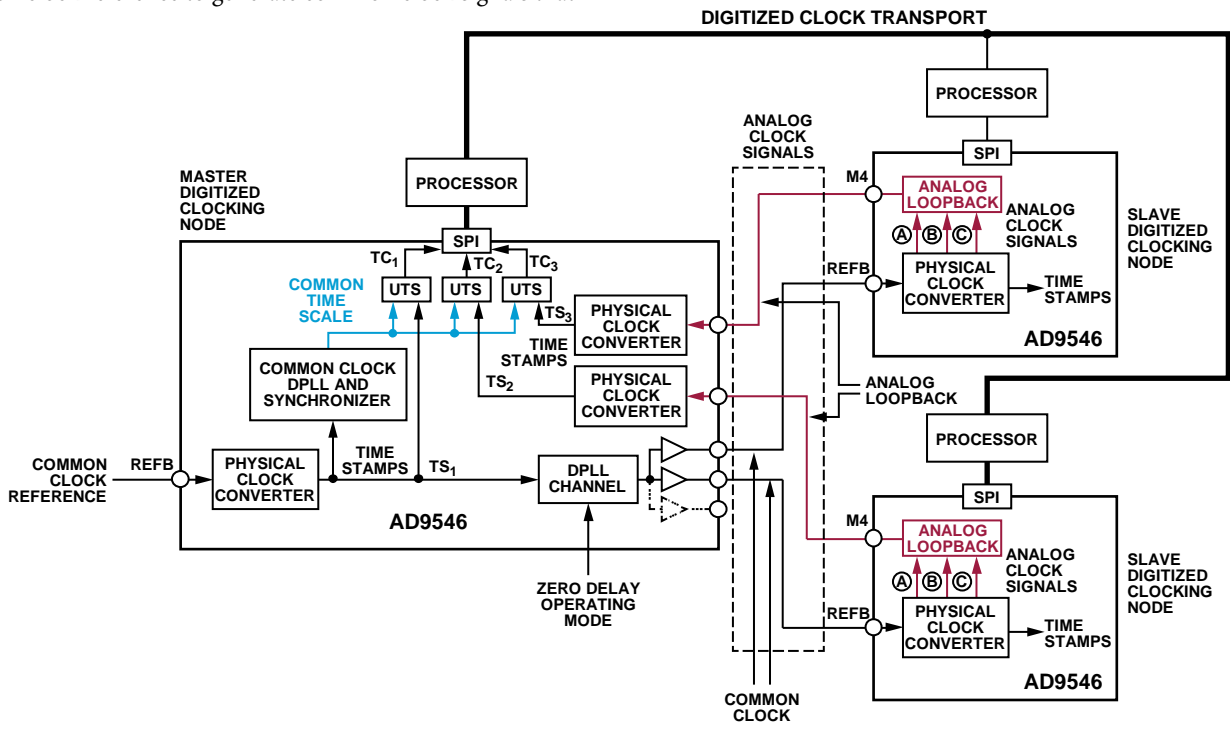 DIGITIZED CLOCK TRANSPORT
PROCESSOR
SPI
MASTER
DIGITIZED
CLOCKING
NODE
PROCESSOR
SPI
TC1
TC2
TC3
UTS
UTS
UTS
COMMON
TIME
SCALE
TS3
PHYSICAL
CLOCK
CONVERTER
TIME
STAMPS
COMMON CLOCK
DPLL AND
SYNCHRONIZER
TS2
PHYSICAL
CLOCK
CONVERTER
COMMON
CLOCK
REFERENCE
REFB
PHYSICAL
CLOCK
CONVERTER
TIME
STAMPS
TS1
DPLL
CHANNEL
AD9546
ZERO DELAY
OPERATING
MODE
ANALOG
CLOCK
SIGNALS
ANALOG
LOOPBACK
COMMON
CLOCK
M4
ANALOG
LOOPBACK
A B C
ANALOG
CLOCK
SIGNALS
REFB
PHYSICAL
CLOCK
CONVERTER
TIME
STAMPS
AD9546
SLAVE
DIGITIZED
CLOCKING
NODE
PROCESSOR
SPI
M4
ANALOG
LOOPBACK
A B C
ANALOG
CLOCK
SIGNALS
REFB
PHYSICAL
CLOCK
CONVERTER
TIME
STAMPS
AD9546
SLAVE
DIGITIZED
CLOCKING
NODE